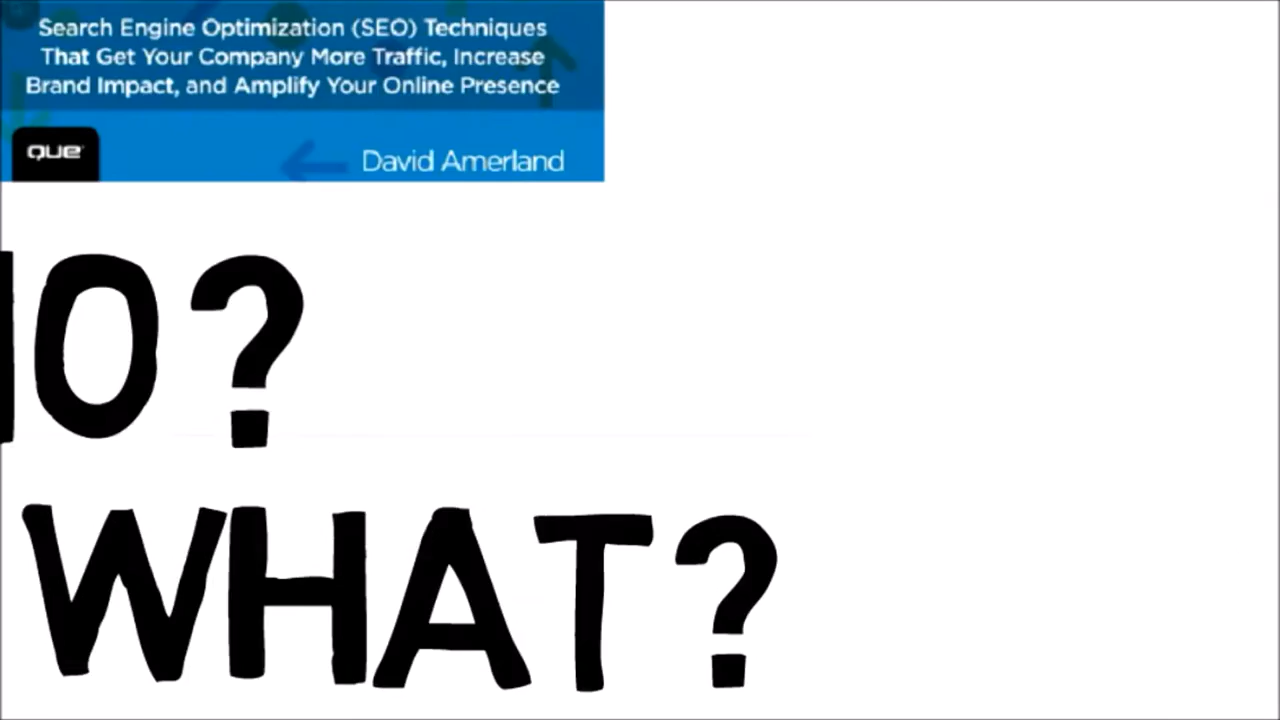 Search Engine Optimization (SEO) Techniques
That Get Your Company More Traffic, Increase
Brand Impact, and Amplify Your Online Presence
QUE
David Amerland
HO?
WHAT?